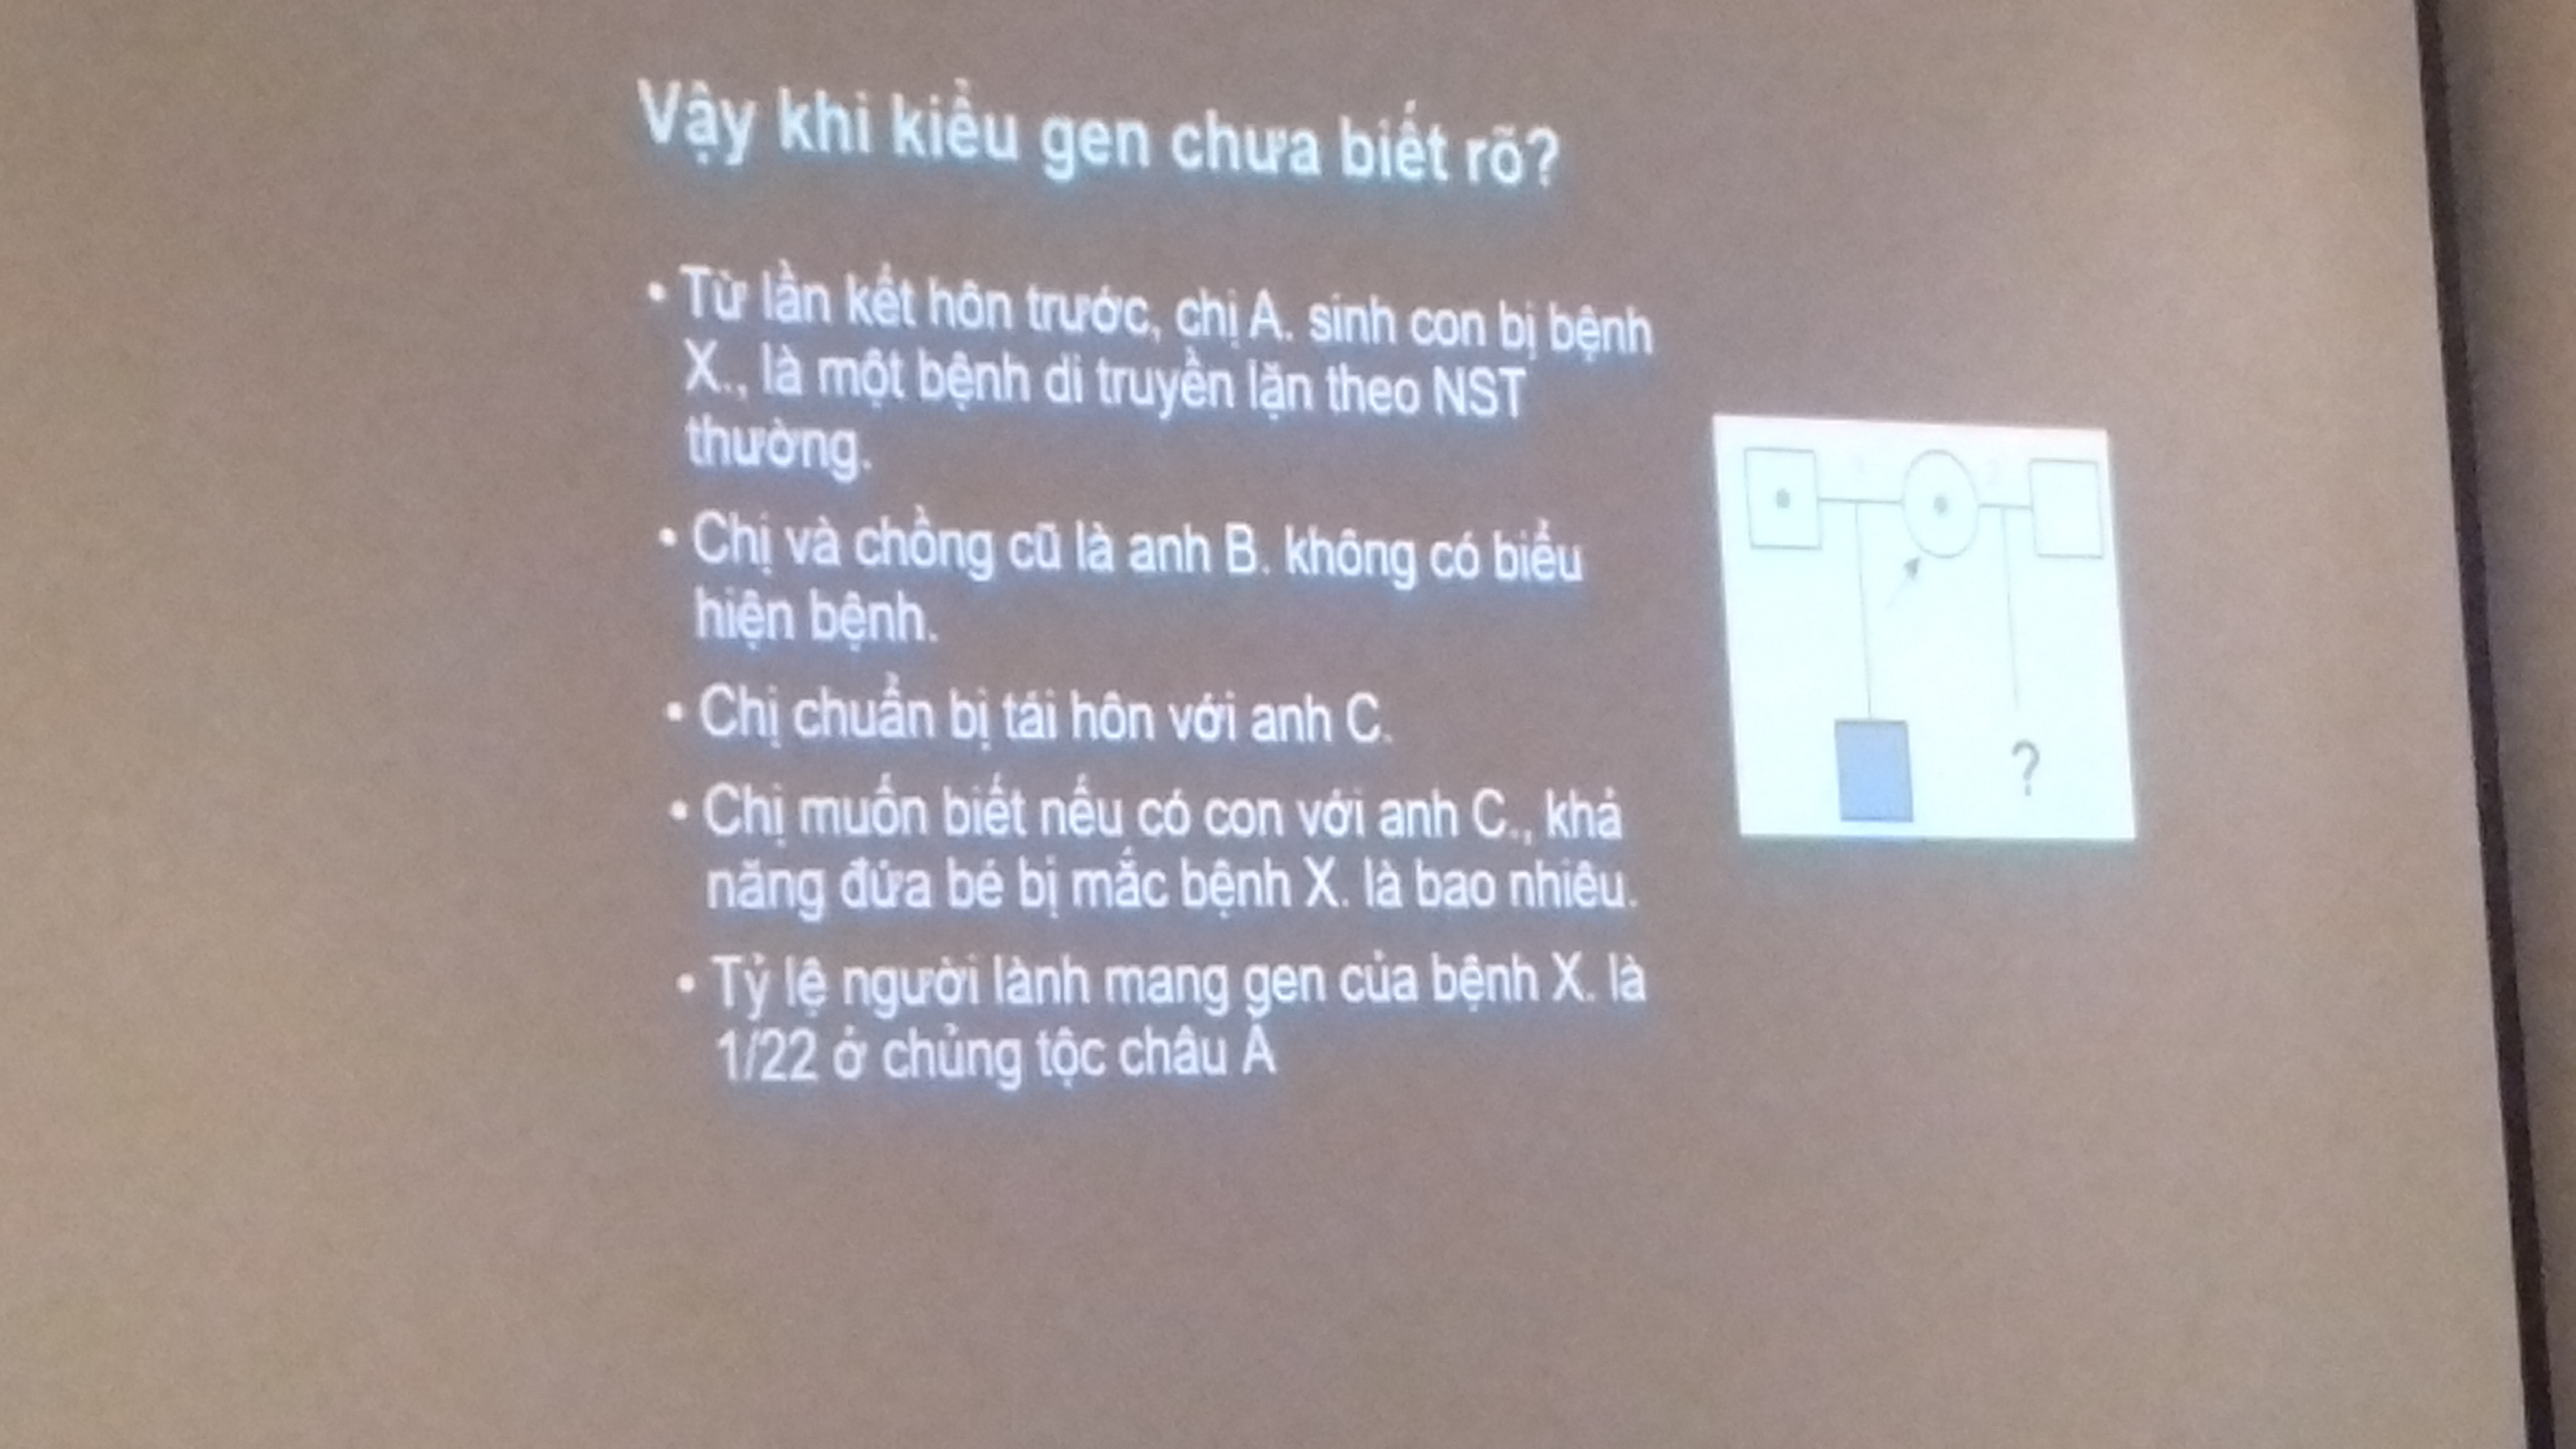 Vậy khi kiểu gen chưa biết rõ?
• Từ lần kết hôn trước, chị A. sinh con bị bệnh
X., là một bệnh di truyền lặn theo NST
thường.
• Chị và chồng cũ là anh B. không có biểu
hiện bệnh.
• Chị chuẩn bị tái hôn với anh C.
• Chị muốn biết nếu có con với anh C., khả
năng đứa bé bị mắc bệnh X. là bao nhiêu.
• Tỷ lệ người lành mang gen của bệnh X. là
1/22 ở chủng tộc châu Á
1 2
?